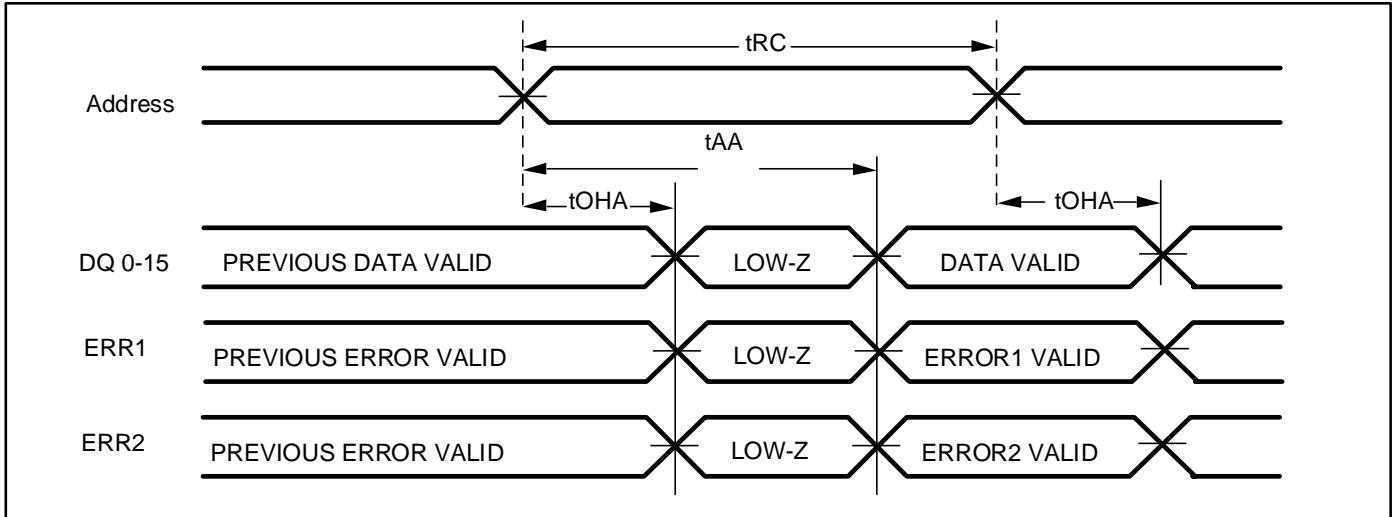 tRC
Address
tAA
tOHA
tOHA
DQ 0-15 PREVIOUS DATA VALID LOW-Z DATA VALID
ERR1 PREVIOUS ERROR VALID LOW-Z ERROR1 VALID
ERR2 PREVIOUS ERROR VALID LOW-Z ERROR2 VALID